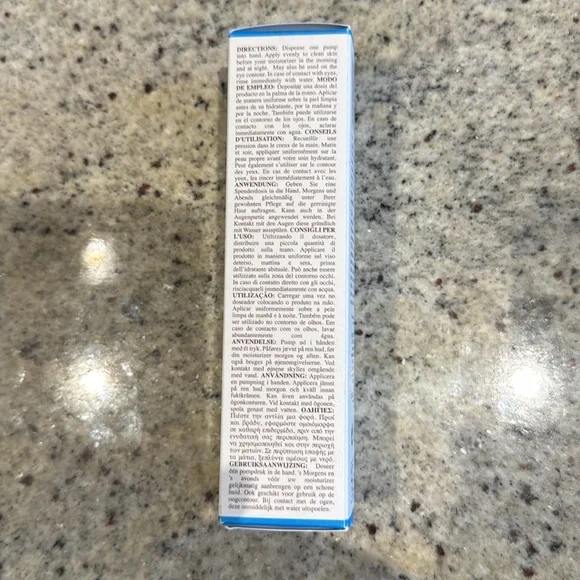 DIRECTIONS: Dispense one pump
into hand. Apply evenly to clean skin
before your moisturizer in the morning
and at night. May also be used on the
eye contour. In case of contact with eyes,
rinse immediately with water. MODO
DE EMPLEO: Depositar una dosis del
producto en la palma de la mano. Aplicar
de manera uniforme sobre la piel limpia
antes de su hidratante, por la mañana y
por la noche. También puede utilizarse
en el contorno de los ojos. En caso de
contacto con los ojos, aclarar
inmediatamente con agua. CONSEILS
D'UTILISATION: Recueillir une
pression dans le creux de la main. Matin
et soir, appliquer uniformément sur la
peau propre avant votre soin hydratant.
Peut également s'utiliser sur le contour
des yeux. En cas de contact avec les
yeux, les rincer immédiatement à l'eau.
ANWENDUNG: Geben Sie eine
Spenderdosis in die Hand. Morgens und
Abends gleichmäßig unter Ihrer
gewohnten Pflege auf die gereinigte
Haut auftragen. Kann auch in der
Augenpartie angewendet werden. Bei
Kontakt mit den Augen diese gründlich
mit Wasser ausspülen. CONSIGLI PER
L'USO: Utilizzando il dosatore,
distribuire una piccola quantità di
prodotto sulla mano. Applicare il
prodotto in maniera uniforme sul viso
deterso, mattina e sera, prima
dell'idratante abituale. Può anche essere
utilizzato sulla zona del contorno occhi.
In caso di contatto diretto con gli occhi,
risciacquarli immediatamente con acqua.
UTILIZAÇÃO: Carregar uma vez no
doseador colocando o produto na mão.
Aplicar uniformemente sobre a pele
limpa de manhã e à noite. Também pode
ser utilizado no contorno de olhos. Em
caso de contacto com os olhos, lavar
abundantemente com água.
ANVENDELSE: Pump ud i hånden
med ét tryk. Påføres jævnt på ren hud, før
din moisturizer morgen og aften. Kan
også bruges på øjenomgivelserne. Ved
kontakt med øjnene skylles omgående
med vand. ANVÄNDNING: Applicera
en pumpning i handen. Applicera jämnt
på ren hud morgon och kväll innan
fuktkrämen. Kan även användas på
ögonkonturen. Vid kontakt med ögonen,
spola genast med vatten. ΟΔΗΓΙΕΣ:
Πιέστε την αντλία μια φορά. Πρωί
και βράδυ, εφαρμόστε ομοιόμορφα
σε καθαρή επιδερμίδα, πριν από την
ενυδατική σας περιποίηση. Μπορεί
να χρησιμοποιηθεί και στην περιοχή
των ματιών. Σε περίπτωση επαφής με
τα μάτια, ξεπλύντε αμέσως με νερό.
GEBRUIKSAANWIJZING: Doseer
één pompdruk in de hand. 's Morgens en
's avonds vóór uw moisturizer
gelijkmatig aanbrengen op een schone
huid. Ook geschikt voor gebruik op de
oogcontour. Bij contact met de ogen,
deze onmiddellijk met water uitspoelen.